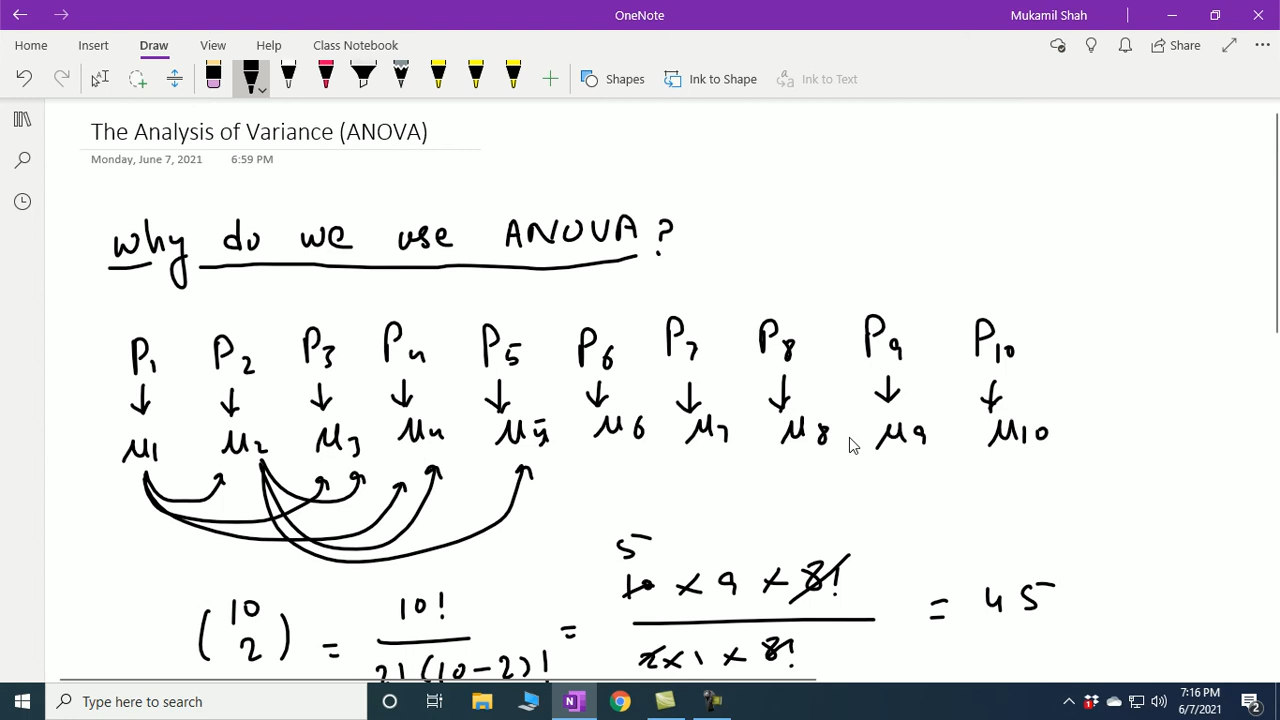 OneNote
Mukamil Shah
Home Insert Draw View Help Class Notebook
Share
Shapes Ink to Shape Ink to Text
The Analysis of Variance (ANOVA)
Monday, June 7, 2021 6:59 PM
Why do we use ANOVA?
P1 P2 P3 P4 P5 P6 P7 P8 P9 P10
↓ ↓ ↓ ↓ ↓ ↓ ↓ ↓ ↓ ↓
μ1 μ2 μ3 μ4 μ5 μ6 μ7 μ8 μ9 μ10
5
(10 2) = 10! / 2!(10-2)! = 10 × 9 × 8! / 2×1 × 8! = 45
Type here to search
7:16 PM
6/7/2021
2